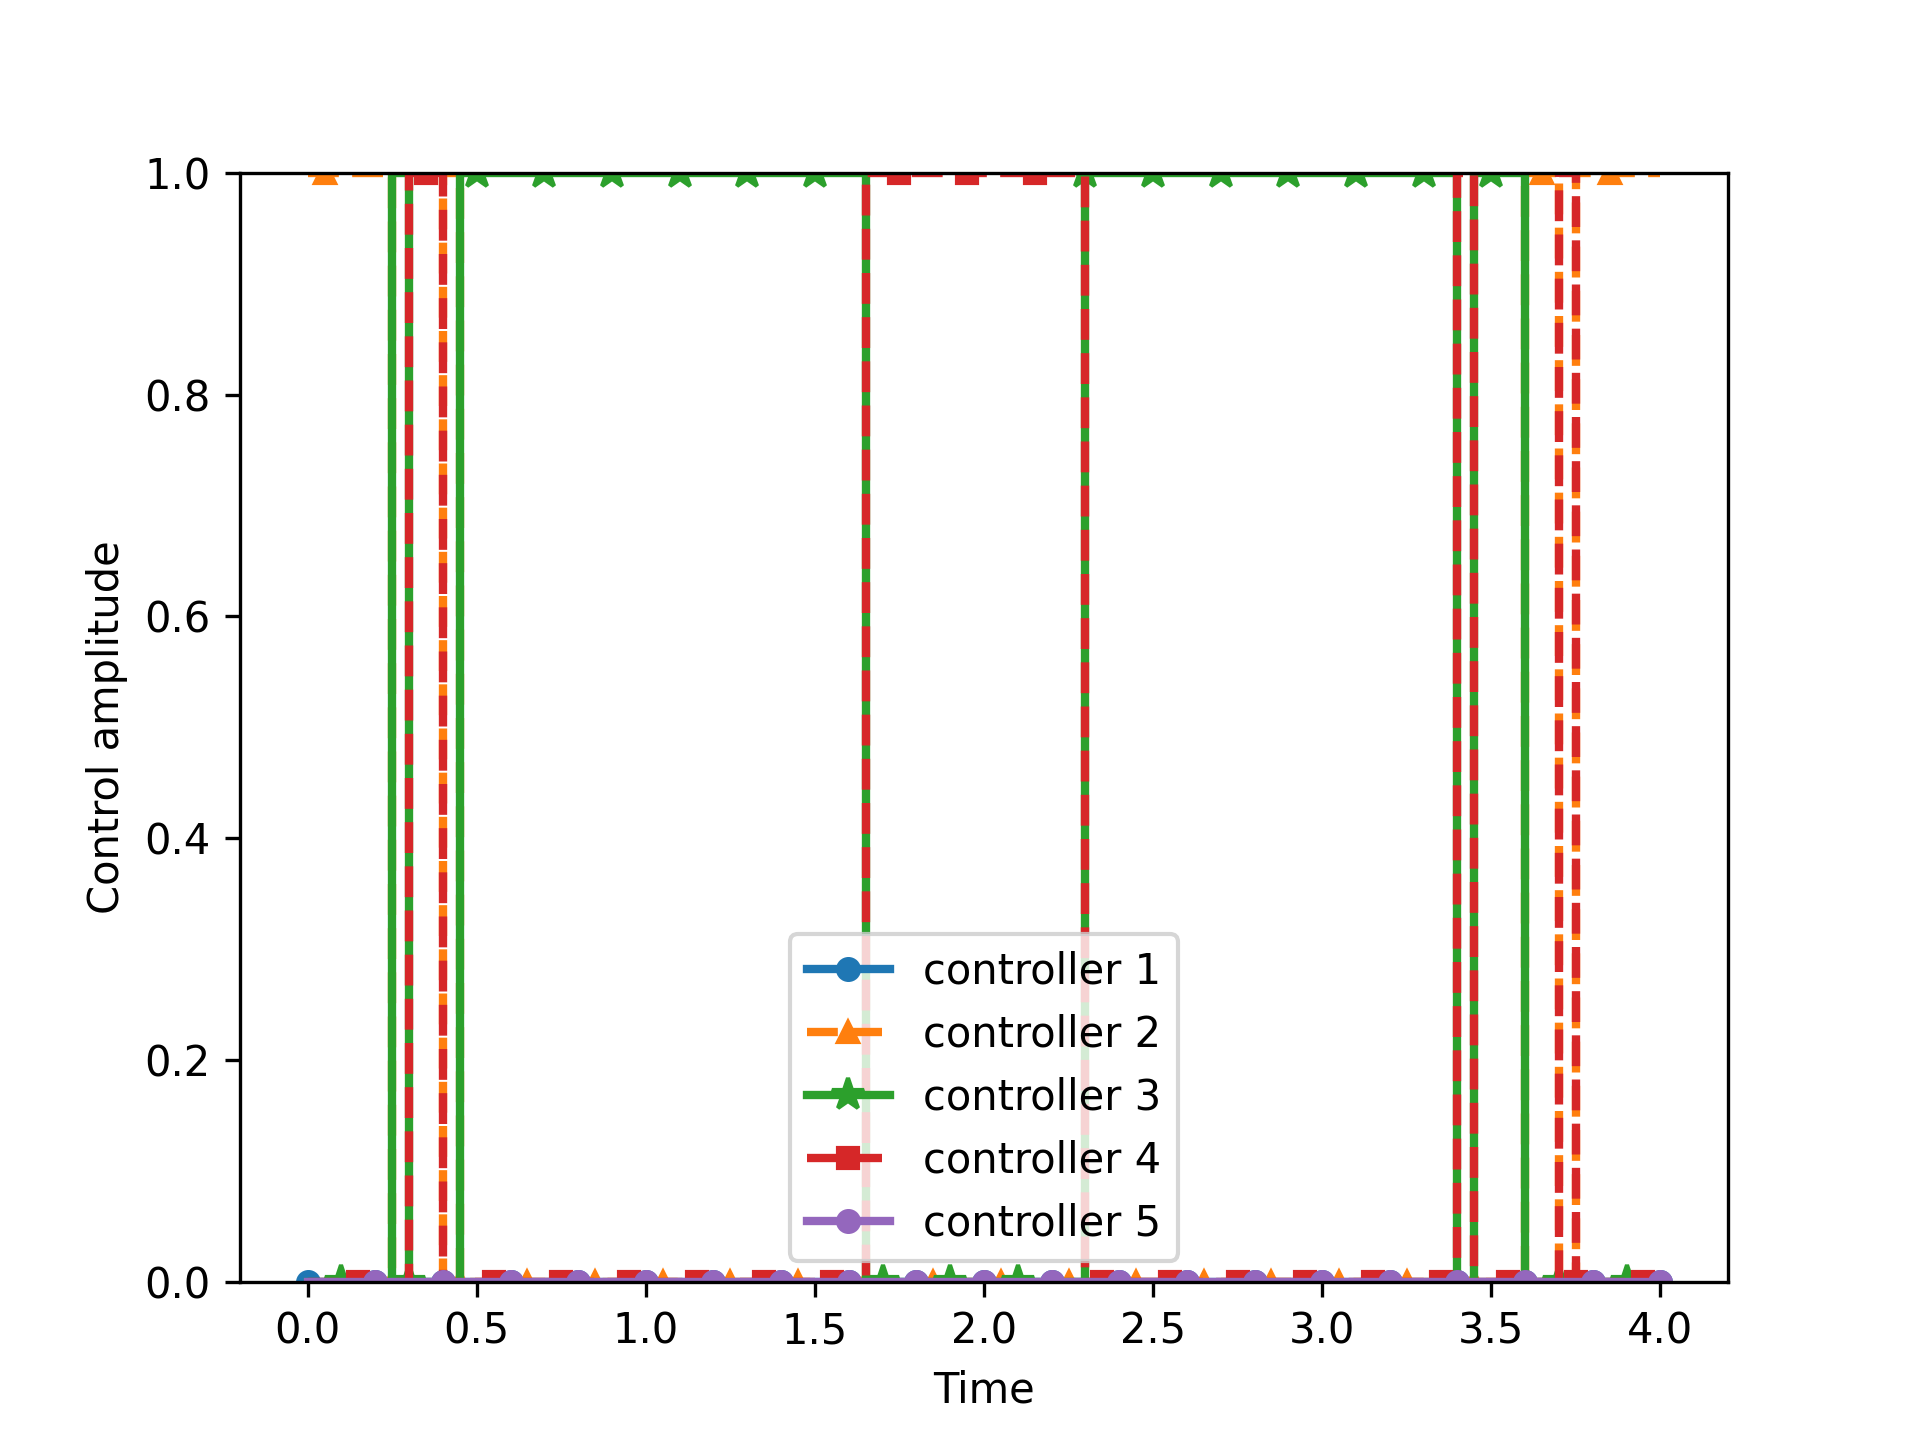 1.0
0.8
0.6
0.4
0.2
0.0
Control amplitude
controller 1
controller 2
controller 3
controller 4
controller 5
0.0 0.5 1.0 1.5 2.0 2.5 3.0 3.5 4.0
Time